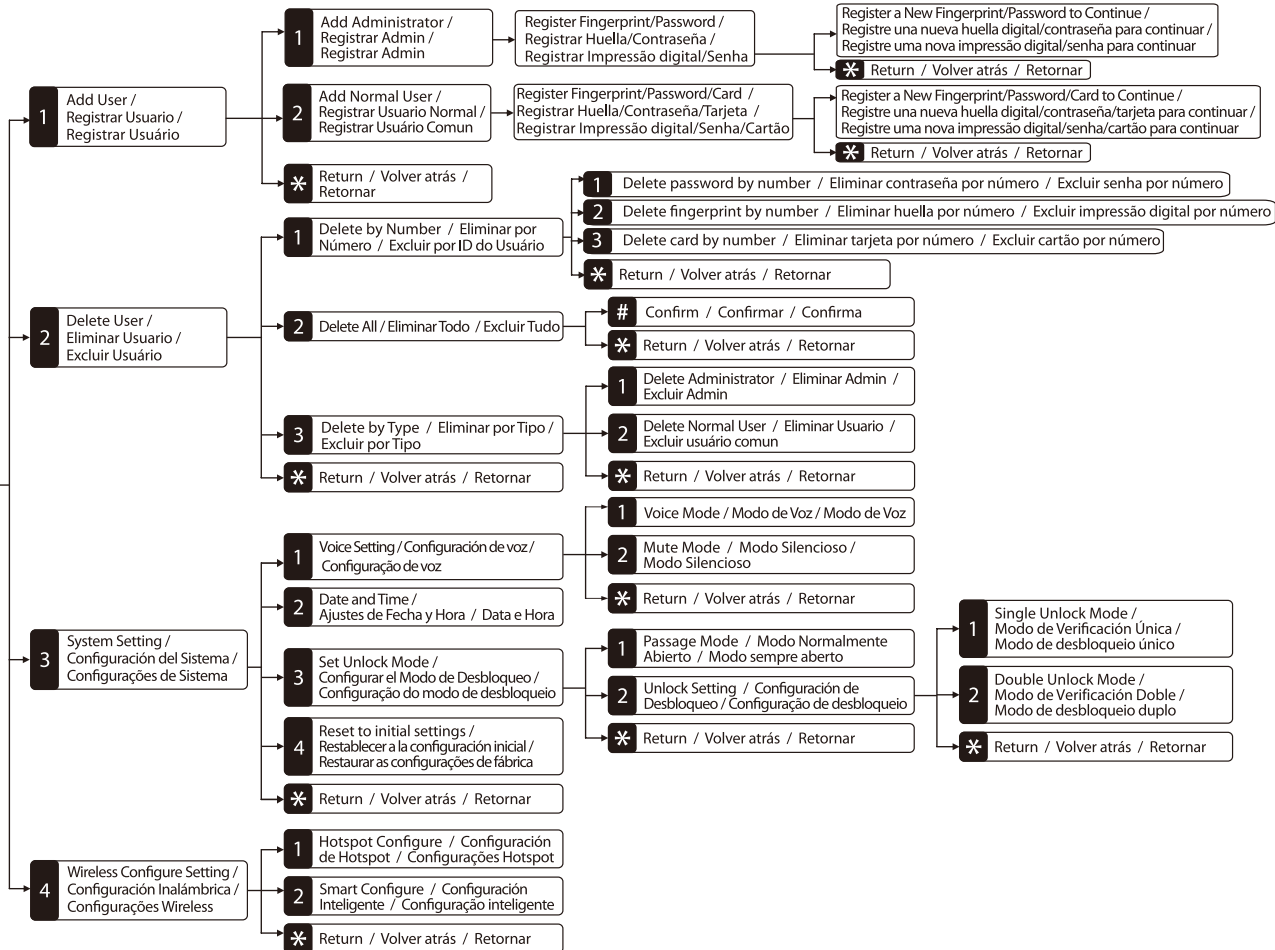 1
Add User /
Registrar Usuario /
Registrar Usuário
1
Add Administrator /
Registrar Admin /
Registrar Admin
Register Fingerprint/Password /
Registrar Huella/Contraseña /
Registrar Impressão digital/Senha
Register a New Fingerprint/Password to Continue /
Registre una nueva huella digital/contraseña para continuar /
Registre uma nova impressão digital/senha para continuar
* Return / Volver atrás / Retornar
2
Add Normal User /
Registrar Usuario Normal /
Registrar Usuário Comun
Register Fingerprint/Password/Card /
Registrar Huella/Contraseña/Tarjeta /
Registrar Impressão digital/Senha/Cartão
Register a New Fingerprint/Password/Card to Continue /
Registre una nueva huella digital/contraseña/tarjeta para continuar /
Registre uma nova impressão digital/senha/cartão para continuar
* Return / Volver atrás / Retornar
*
Return / Volver atrás /
Retornar
2
Delete User /
Eliminar Usuario /
Excluir Usuário
1
Delete by Number / Eliminar por
Número / Excluir por ID do Usuário
1 Delete password by number / Eliminar contraseña por número / Excluir senha por número
2 Delete fingerprint by number / Eliminar huella por número / Excluir impressão digital por número
3 Delete card by number / Eliminar tarjeta por número / Excluir cartão por número
* Return / Volver atrás / Retornar
2 Delete All / Eliminar Todo / Excluir Tudo
# Confirm / Confirmar / Confirma
* Return / Volver atrás / Retornar
3
Delete by Type / Eliminar por Tipo /
Excluir por Tipo
1
Delete Administrator / Eliminar Admin /
Excluir Admin
2
Delete Normal User / Eliminar Usuario /
Excluir usuário comun
* Return / Volver atrás / Retornar
* Return / Volver atrás / Retornar
3
System Setting /
Configuración del Sistema /
Configurações de Sistema
1
Voice Setting / Configuración de voz /
Configuração de voz
1 Voice Mode / Modo de Voz / Modo de Voz
2
Mute Mode / Modo Silencioso /
Modo Silencioso
* Return / Volver atrás / Retornar
2
Date and Time /
Ajustes de Fecha y Hora / Data e Hora
3
Set Unlock Mode /
Configurar el Modo de Desbloqueo /
Configuração do modo de desbloqueio
1
Passage Mode / Modo Normalmente
Abierto / Modo sempre aberto
2
Unlock Setting / Configuración de
Desbloqueo / Configuração de desbloqueio
1
Single Unlock Mode /
Modo de Verificación Única /
Modo de desbloqueio único
2
Double Unlock Mode /
Modo de Verificación Doble /
Modo de desbloqueio duplo
* Return / Volver atrás / Retornar
* Return / Volver atrás / Retornar
4
Reset to initial settings /
Restablecer a la configuración inicial /
Restaurar as configurações de fábrica
* Return / Volver atrás / Retornar
4
Wireless Configure Setting /
Configuración Inalámbrica /
Configurações Wireless
1
Hotspot Configure / Configuración
de Hotspot / Configurações Hotspot
2
Smart Configure / Configuración
Inteligente / Configuração inteligente
* Return / Volver atrás / Retornar